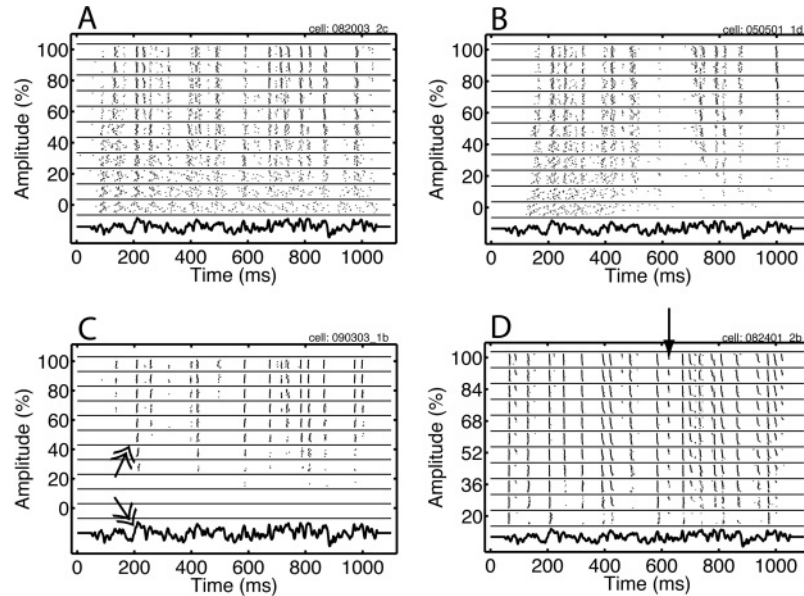 A
cell: 082003_2c
Amplitude (%)
100
80
60
40
20
0
200 400 600 800 1000
Time (ms)
B
cell: 050501_1d
Amplitude (%)
100
80
60
40
20
0
200 400 600 800 1000
Time (ms)
C
cell: 090303_1b
Amplitude (%)
100
80
60
40
20
0
0 200 400 600 800 1000
Time (ms)
D
cell: 082401_2b
Amplitude (%)
100
84
68
52
36
20
0 200 400 600 800 1000
Time (ms)